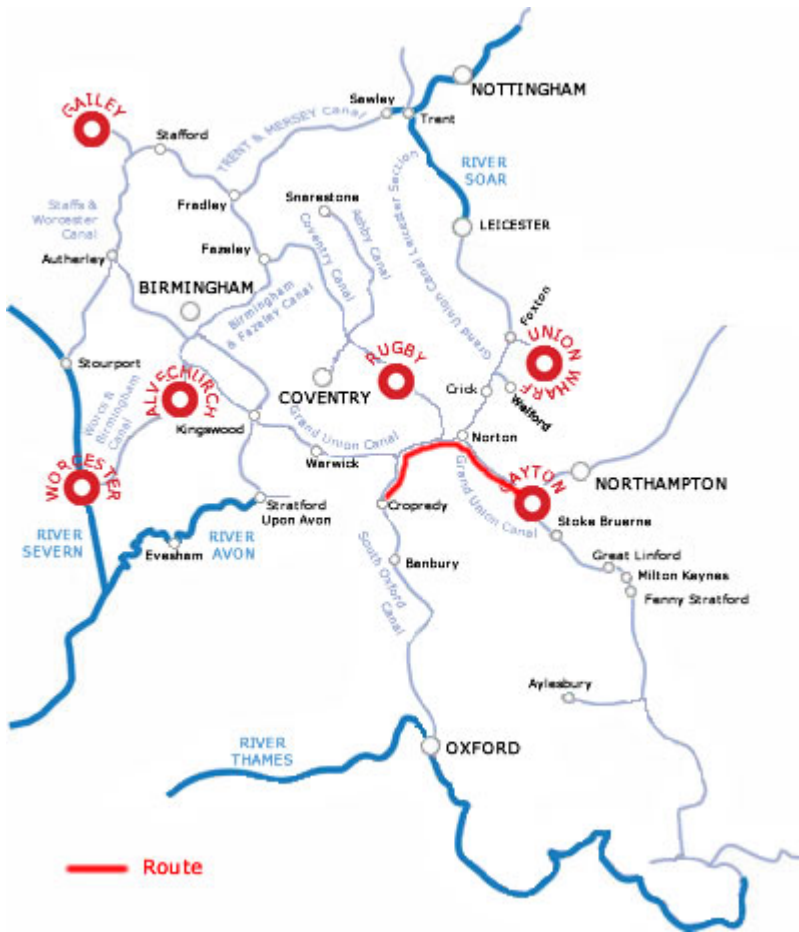 NOTTINGHAM
Sawley
Trent
GAILEY
Stafford
TRENT & MERSEY Canal
RIVER
SOAR
Fradley
Snarestone
Staffs &
Worcester
Canal
Ashby Canal
Coventry Canal
Grand Union Canal Leicester Section
LEICESTER
Autherley
Fazeley
BIRMINGHAM
Birmingham
& Fazeley Canal
Foxton
UNION WHARF
Stourport
RUGBY
ALVECHURCH
COVENTRY
Crick
Welford
Worcs &
Birmingham
Canal
Kingswood
Grand Union Canal
Norton
Warwick
WORCESTER
GAYTON
NORTHAMPTON
Grand Union Canal
Stratford
Upon Avon
Cropredy
Stoke Bruerne
RIVER
SEVERN
RIVER
AVON
Evesham
Banbury
South Oxford
Canal
Great Linford
Milton Keynes
Fenny Stratford
Aylesbury
RIVER
THAMES
OXFORD
Route